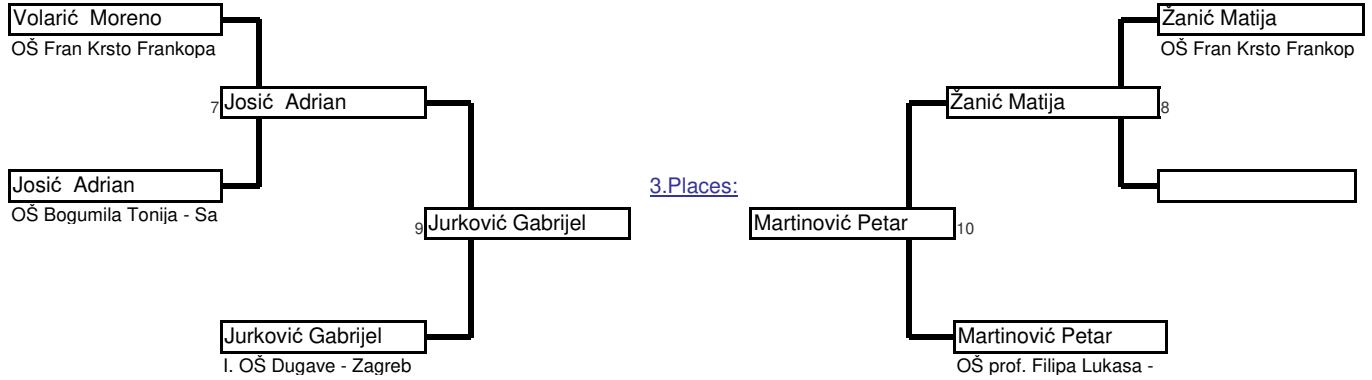 Volarić Moreno
OŠ Fran Krsto Frankopa
7 Josić Adrian
Josić Adrian
OŠ Bogumila Tonija - Sa
9 Jurković Gabrijel
Jurković Gabrijel
I. OŠ Dugave - Zagreb
3.Places:
Žanić Matija
OŠ Fran Krsto Frankop
Žanić Matija 8
Martinović Petar 10
Martinović Petar
OŠ prof. Filipa Lukasa -